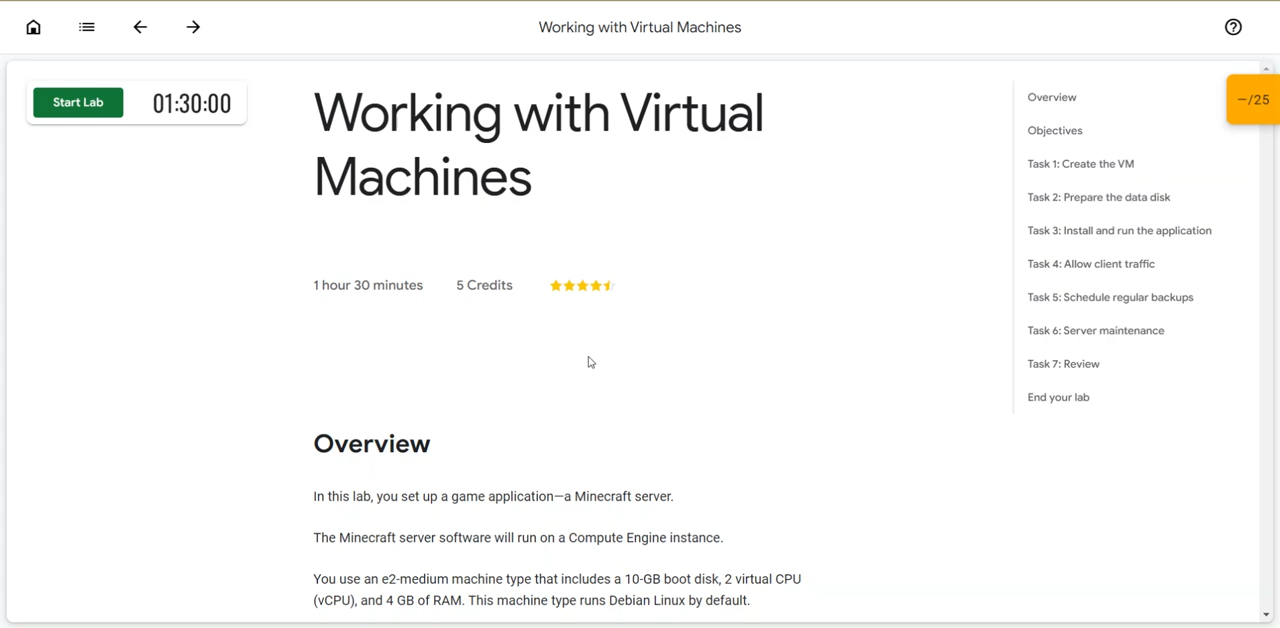 Working with Virtual Machines
Start Lab
01:30:00
Working with Virtual
Machines
1 hour 30 minutes
5 Credits
Overview
In this lab, you set up a game application—a Minecraft server.
The Minecraft server software will run on a Compute Engine instance.
You use an e2-medium machine type that includes a 10-GB boot disk, 2 virtual CPU
(vCPU), and 4 GB of RAM. This machine type runs Debian Linux by default.
Overview
Objectives
Task 1: Create the VM
Task 2: Prepare the data disk
Task 3: Install and run the application
Task 4: Allow client traffic
Task 5: Schedule regular backups
Task 6: Server maintenance
Task 7: Review
End your lab
—/25